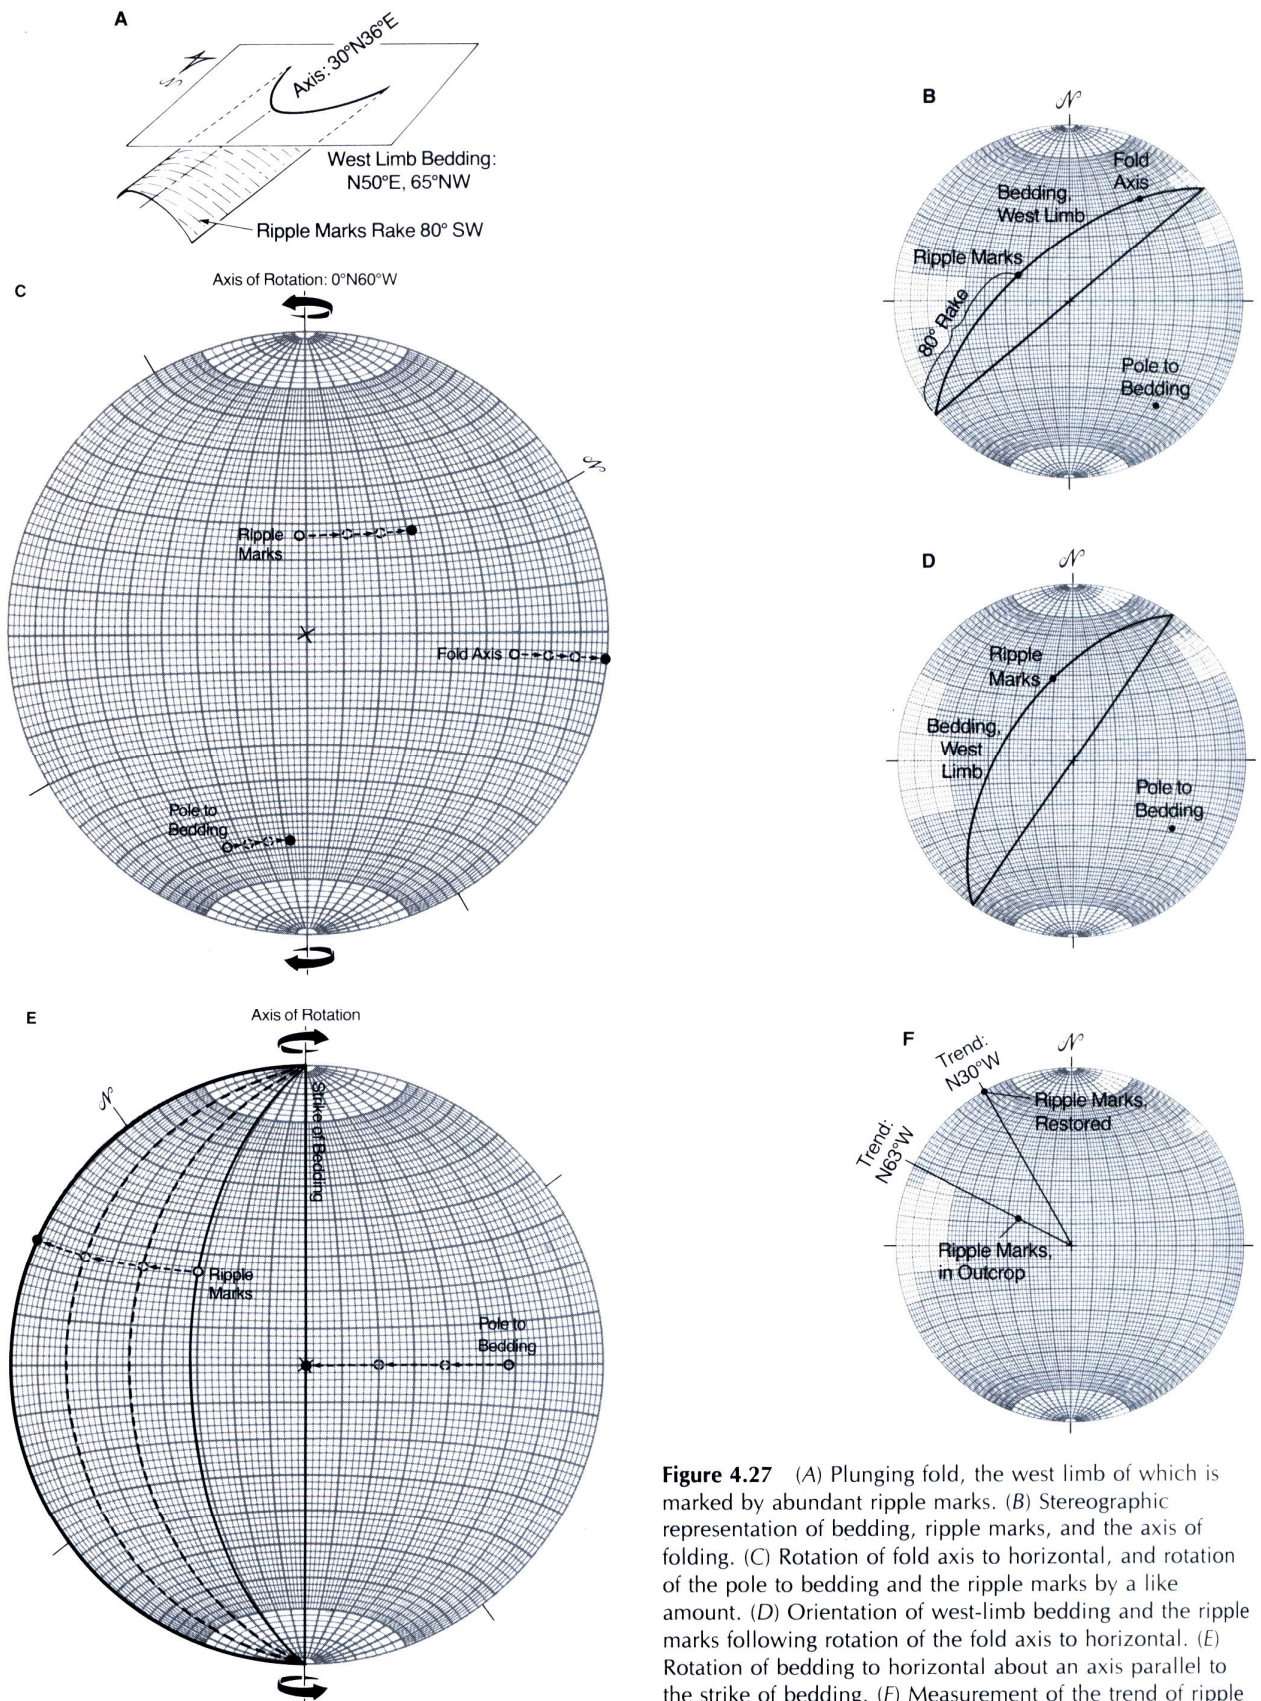 A
N
Axis: 30°N36°E
West Limb Bedding:
N50°E, 65°NW
Ripple Marks Rake 80° SW
B
N
Fold
Axis
Bedding,
West Limb
Ripple Marks
80° Rake
Pole to
Bedding
C
Axis of Rotation: 0°N60°W
N
Ripple
Marks
Fold Axis
Pole to
Bedding
D
N
Ripple
Marks
Bedding,
West
Limb
Pole to
Bedding
E
Axis of Rotation
N
Strike of Bedding
Ripple
Marks
Pole to
Bedding
F
N
Trend:
N30°W
Ripple Marks,
Restored
Trend:
N63°W
Ripple Marks,
in Outcrop
Figure 4.27 (A) Plunging fold, the west limb of which is
marked by abundant ripple marks. (B) Stereographic
representation of bedding, ripple marks, and the axis of
folding. (C) Rotation of fold axis to horizontal, and rotation
of the pole to bedding and the ripple marks by a like
amount. (D) Orientation of west-limb bedding and the ripple
marks following rotation of the fold axis to horizontal. (E)
Rotation of bedding to horizontal about an axis parallel to
the strike of bedding. (F) Measurement of the trend of ripple